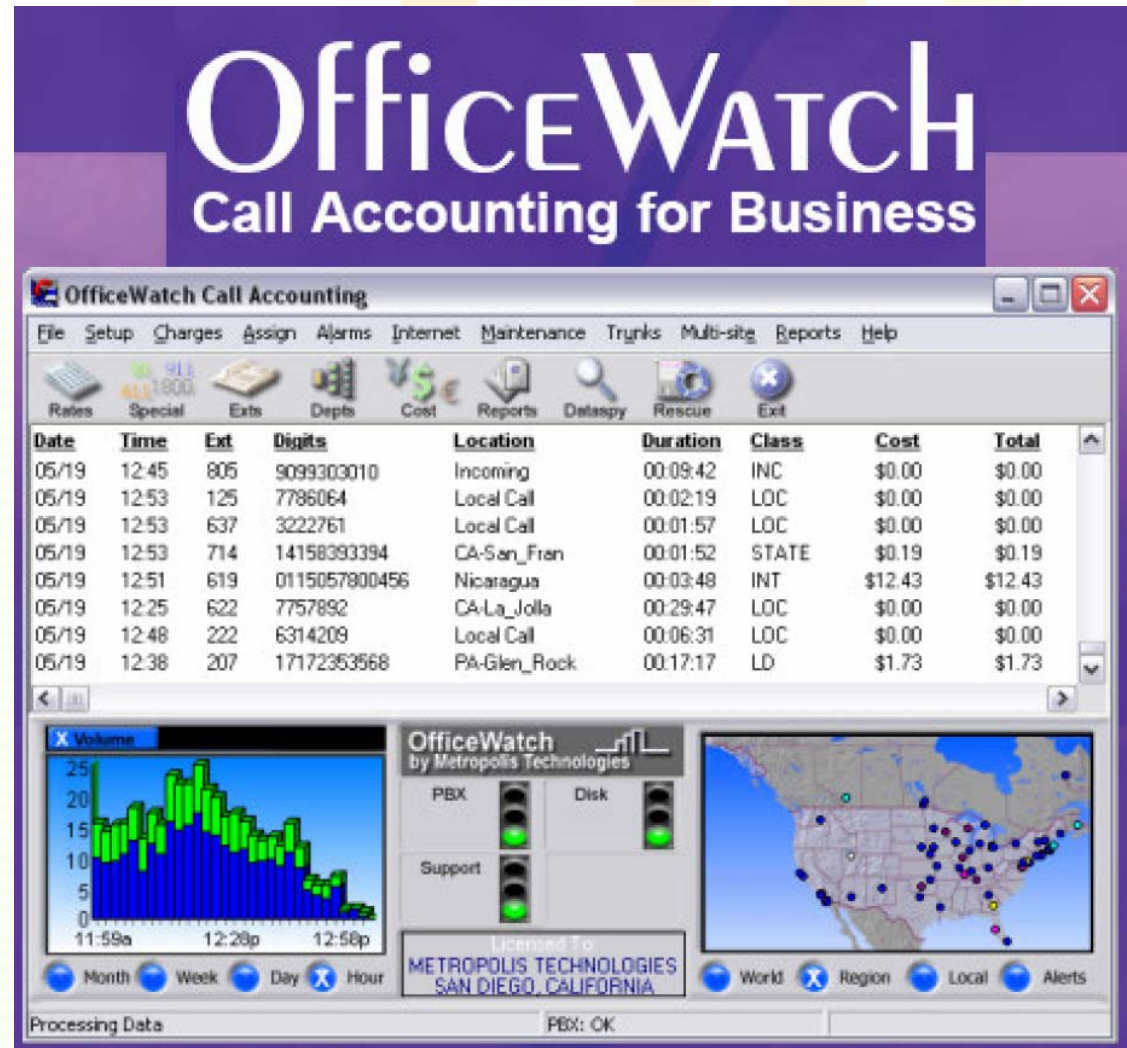 OfficeWatch
Call Accounting for Business
OfficeWatch Call Accounting
File Setup Charges Assign Alarms Internet Maintenance Trunks Multi-site Reports Help
911
411 1800
Rates Special Exts Depts Cost Reports Dataspy Rescue Exit
Date Time Ext Digits Location Duration Class Cost Total
05/19 12:45 805 9099303010 Incoming 00:09:42 INC $0.00 $0.00
05/19 12:53 125 7786064 Local Call 00:02:19 LOC $0.00 $0.00
05/19 12:53 637 3222761 Local Call 00:01:57 LOC $0.00 $0.00
05/19 12:53 714 14158393394 CA-San_Fran 00:01:52 STATE $0.19 $0.19
05/19 12:51 619 0115057800456 Nicaragua 00:03:48 INT $12.43 $12.43
05/19 12:25 622 7757892 CA-La_Jolla 00:29:47 LOC $0.00 $0.00
05/19 12:48 222 6314209 Local Call 00:06:31 LOC $0.00 $0.00
05/19 12:38 207 17172353568 PA-Glen_Rock 00:17:17 LD $1.73 $1.73
X Volume
25
20
15
10
5
0
11:59a 12:28p 12:58p
Month Week Day X Hour
OfficeWatch
by Metropolis Technologies
PBX Disk
Support
Licensed To
METROPOLIS TECHNOLOGIES
SAN DIEGO, CALIFORNIA
World X Region Local Alerts
Processing Data PBX: OK